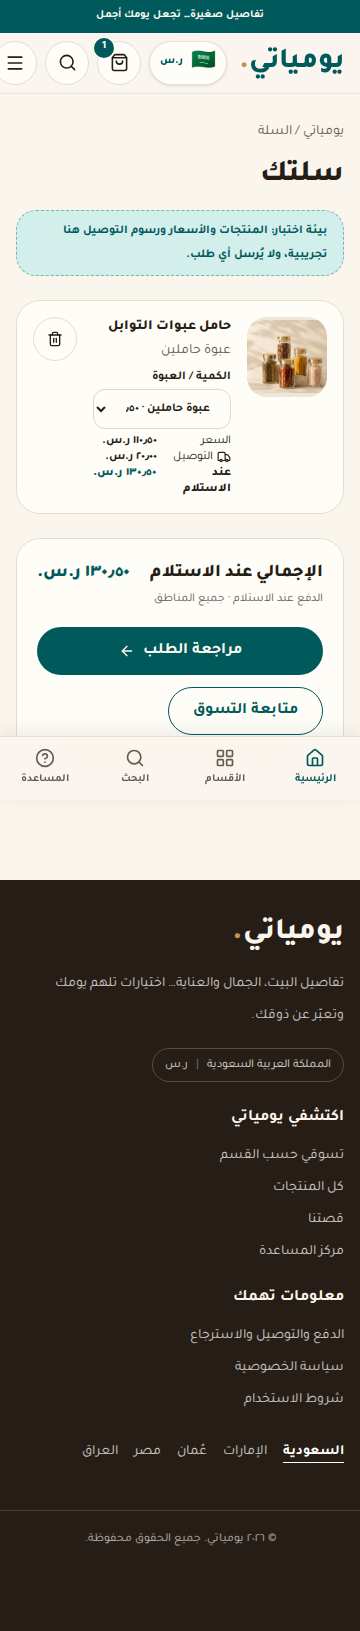 تفاصيل صغيرة… تجعل يومك أجمل
يومياتي.
ر.س
1
يومياتي / السلة
سلتك
بيئة اختبار: المنتجات والأسعار ورسوم التوصيل هنا
تجريبية، ولا يُرسل أي طلب.
حامل عبوات التوابل
عبوة حاملين
الكمية / العبوة
عبوة حاملين · ١١٠٫٥٠
السعر ١١٠٫٥٠ ر.س.
التوصيل ٢٠٫٠٠ ر.س.
عند ١٣٠٫٥٠ ر.س.
الاستلام
الإجمالي عند الاستلام ١٣٠٫٥٠ ر.س.
الدفع عند الاستلام · جميع المناطق
مراجعة الطلب
متابعة التسوق
الرئيسية
الأقسام
البحث
المساعدة
يومياتي.
تفاصيل البيت، الجمال والعناية… اختيارات تلهم يومك
وتعبّر عن ذوقك.
المملكة العربية السعودية | ر.س
اكتشفي يومياتي
تسوقي حسب القسم
كل المنتجات
قصتنا
مركز المساعدة
معلومات تهمك
الدفع والتوصيل والاسترجاع
سياسة الخصوصية
شروط الاستخدام
السعودية الإمارات عُمان مصر العراق
© ٢٠٢٦ يومياتي. جميع الحقوق محفوظة.